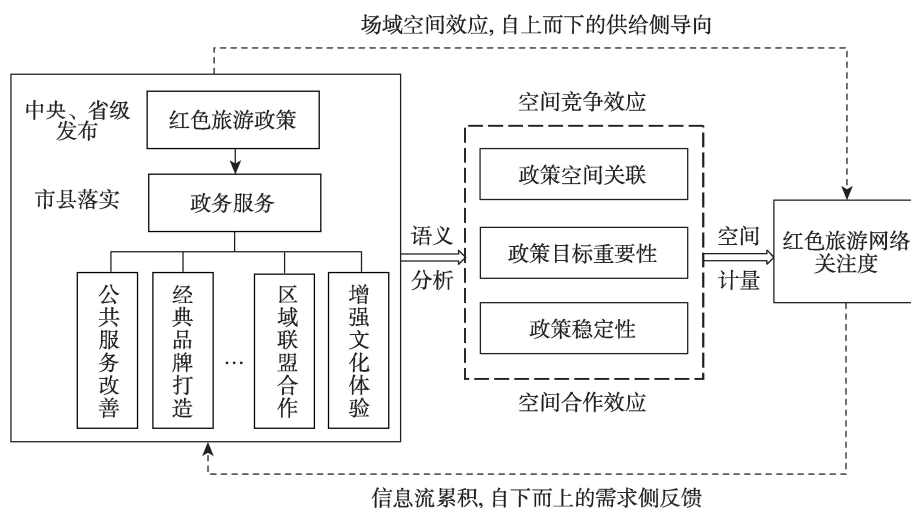 场域空间效应, 自上而下的供给侧导向
中央、省级
发布
红色旅游政策
市县落实
政务服务
公共服务改善
经典品牌打造
…
区域联盟合作
增强文化体验
语义
分析
空间竞争效应
政策空间关联
政策目标重要性
政策稳定性
空间合作效应
空间
计量
红色旅游网络
关注度
信息流累积, 自下而上的需求侧反馈